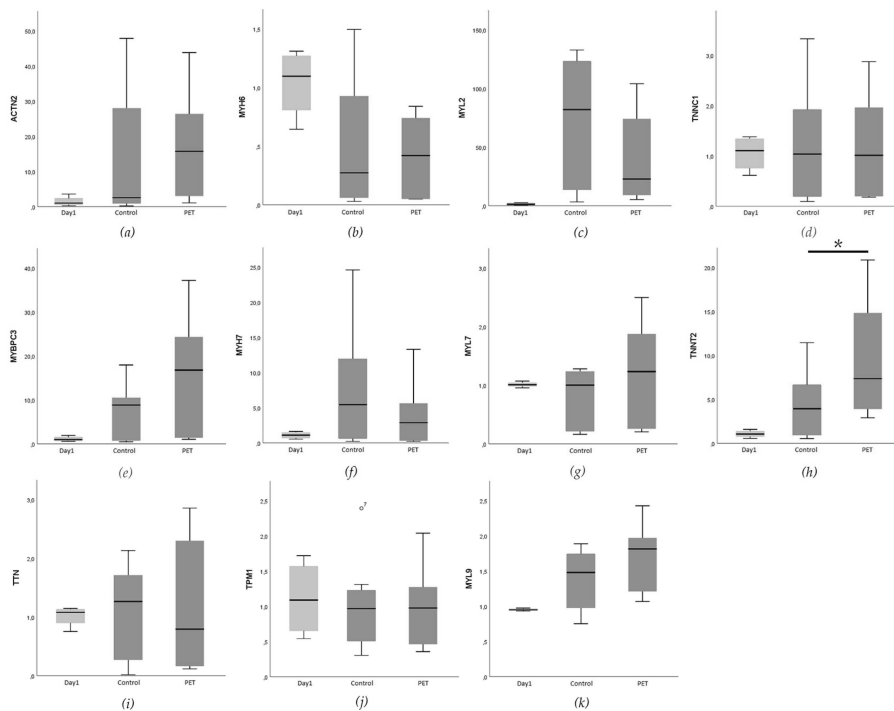 ACTN2
50,0
40,0
30,0
20,0
10,0
,0
Day1 Control PET
(a)
MYH6
1,5
1,0
,5
,0
Day1 Control PET
(b)
MYL2
150,0
100,0
50,0
,0
Day1 Control PET
(c)
TNNC1
3,0
2,0
1,0
,0
Day1 Control PET
(d)
MYBPC3
40,0
30,0
20,0
10,0
,0
Day1 Control PET
(e)
MYH7
25,0
20,0
15,0
10,0
5,0
,0
Day1 Control PET
(f)
MYL7
3,0
2,0
1,0
,0
Day1 Control PET
(g)
*
TNNT2
20,0
15,0
10,0
5,0
,0
Day1 Control PET
(h)
TTN
3,0
2,0
1,0
,0
Day1 Control PET
(i)
TPM1
2,5
2,0
1,5
1,0
,5
,0
7
Day1 Control PET
(j)
MYL9
2,5
2,0
1,5
1,0
,5
,0
Day1 Control PET
(k)